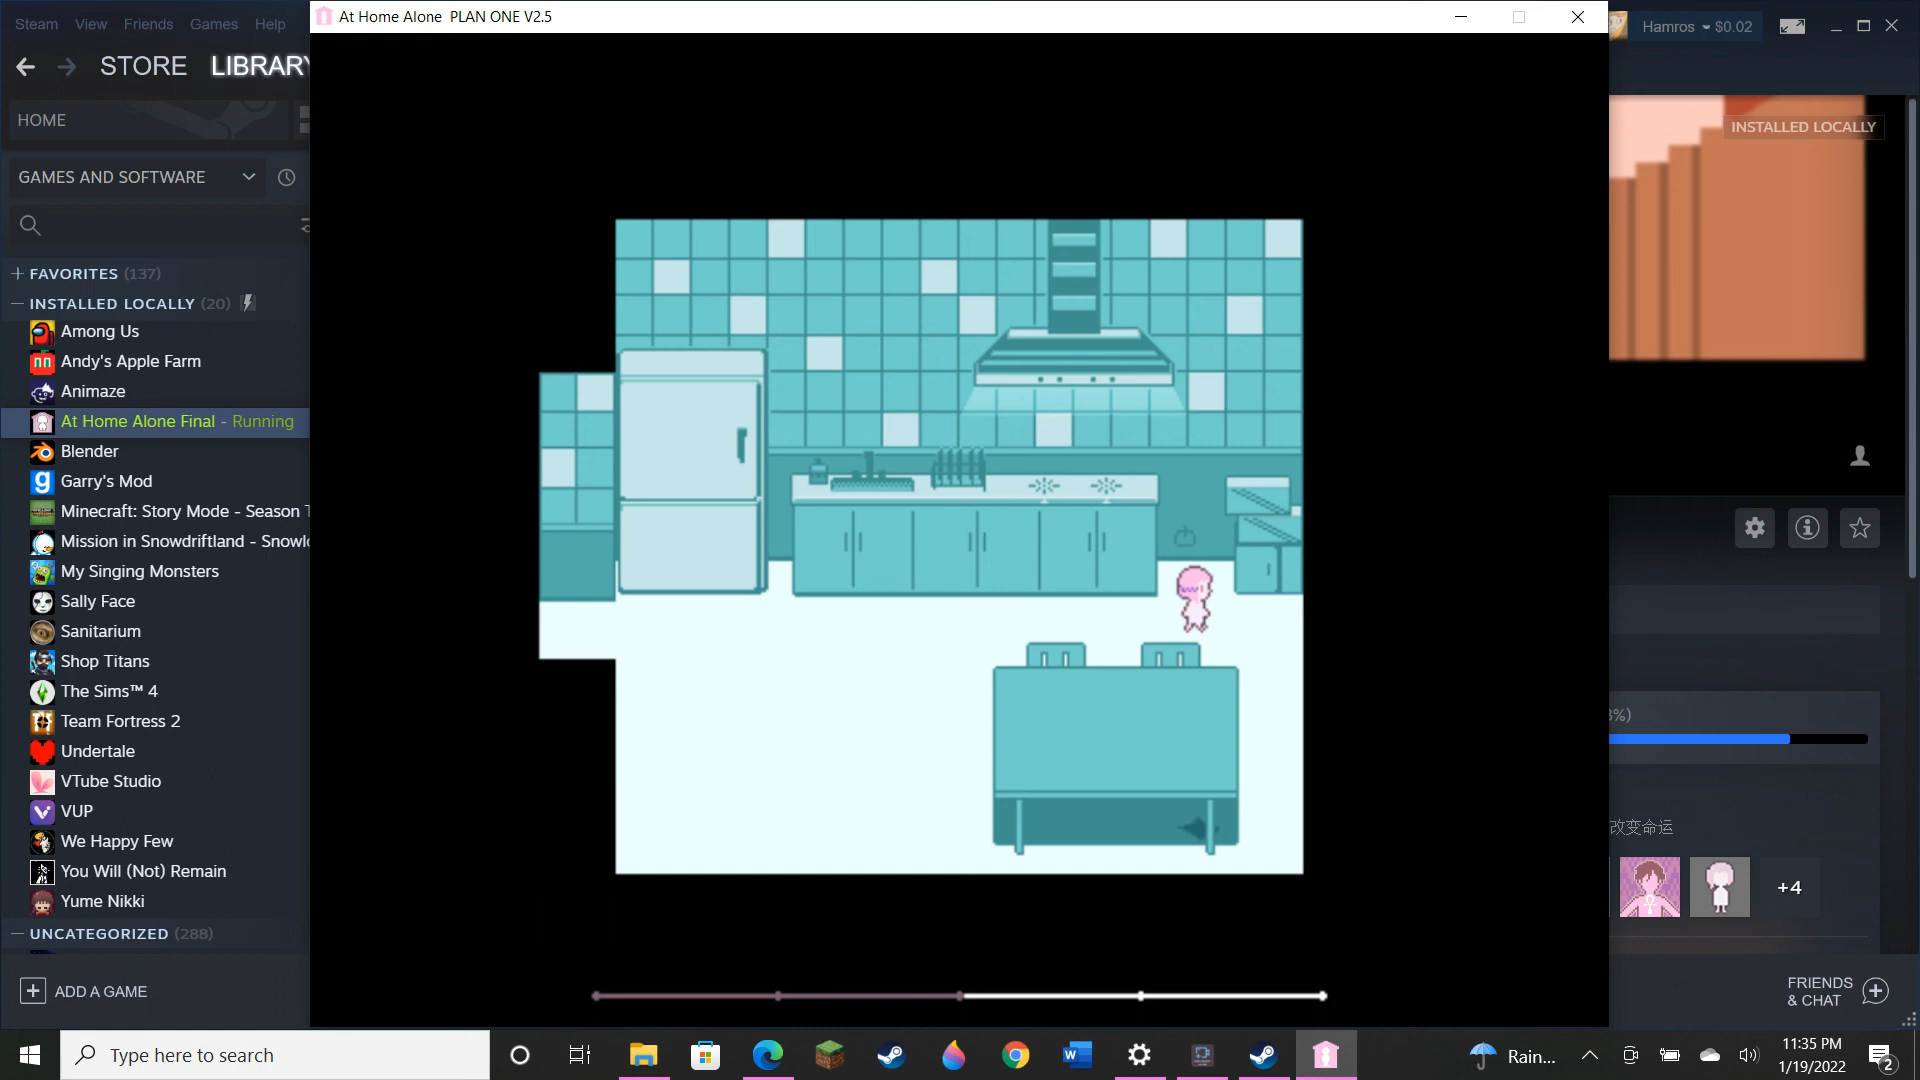 Steam View Friends Games Help
At Home Alone PLAN ONE V2.5
Hamros $0.02
STORE LIBRARY
HOME
INSTALLED LOCALLY
GAMES AND SOFTWARE
FAVORITES (137)
INSTALLED LOCALLY (20)
Among Us
Andy's Apple Farm
Animaze
At Home Alone Final - Running
Blender
Garry's Mod
Minecraft: Story Mode - Season
Mission in Snowdriftland -
My Singing Monsters
Sally Face
Sanitarium
Shop Titans
The Sims™ 4
Team Fortress 2
Undertale
VTube Studio
VUP
We Happy Few
You Will (Not) Remain
Yume Nikki
UNCATEGORIZED (288)
%)
改变命运
+4
ADD A GAME
FRIENDS
& CHAT
Type here to search
Rain...
11:35 PM
1/19/2022
2